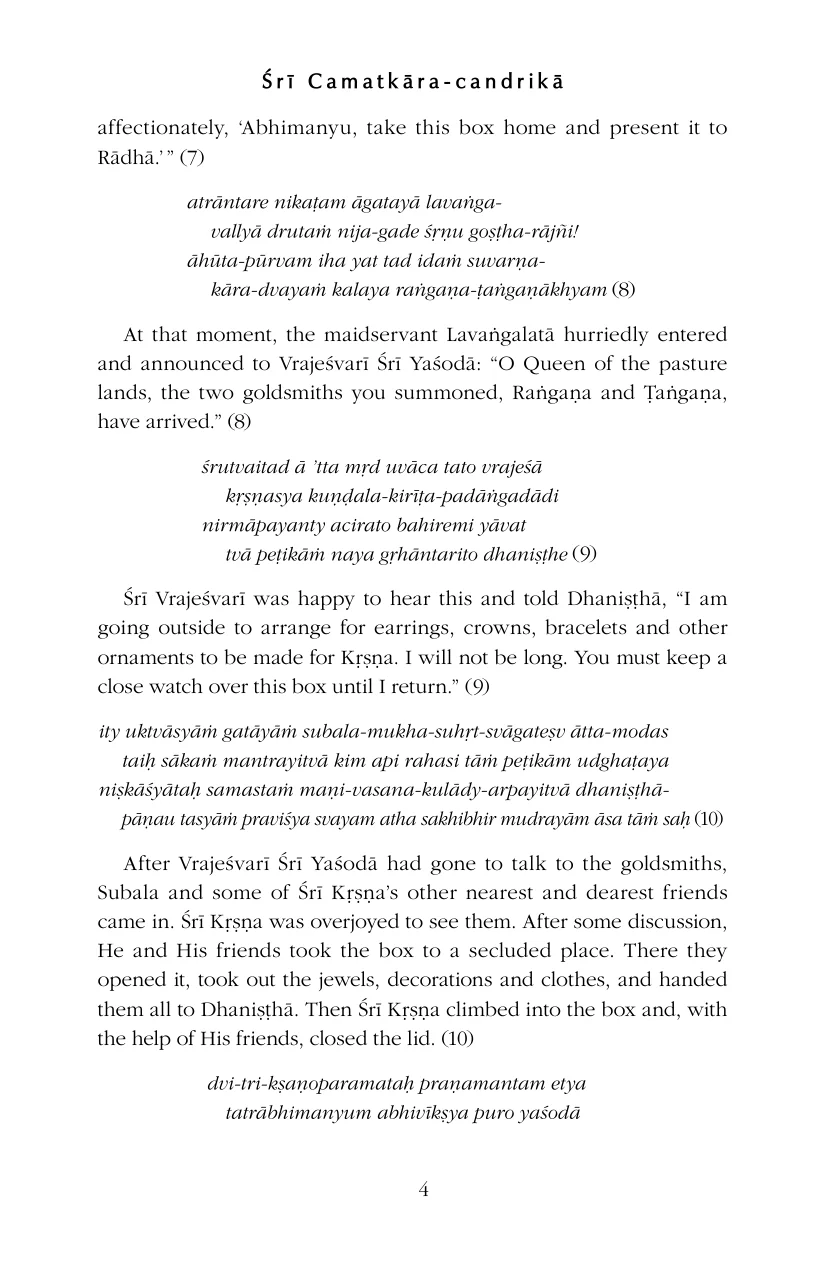 Śrī Camatkāra-candrikā
affectionately, ‘Abhimanyu, take this box home and present it to
Rādhā.’ ” (7)
atrāntare nikaṭam āgatayā lavaṅga-
vallyā drutaṁ nija-gade śṛṇu goṣṭha-rājñi!
āhūta-pūrvam iha yat tad idaṁ suvarṇa-
kāra-dvayaṁ kalaya raṅgaṇa-ṭaṅgaṇākhyam (8)
At that moment, the maidservant Lavaṅgalatā hurriedly entered
and announced to Vrajeśvarī Śrī Yaśodā: “O Queen of the pasture
lands, the two goldsmiths you summoned, Raṅgaṇa and Ṭaṅgaṇa,
have arrived.” (8)
śrutvaitad ā ’tta mṛd uvāca tato vrajeśā
kṛṣṇasya kuṇḍala-kirīṭa-padāṅgadādi
nirmāpayanty acirato bahiremi yāvat
tvā peṭikāṁ naya gṛhāntarito dhaniṣṭhe (9)
Śrī Vrajeśvarī was happy to hear this and told Dhaniṣṭhā, “I am
going outside to arrange for earrings, crowns, bracelets and other
ornaments to be made for Kṛṣṇa. I will not be long. You must keep a
close watch over this box until I return.” (9)
ity uktvāsyāṁ gatāyāṁ subala-mukha-suhṛt-svāgateṣv ātta-modas
taiḥ sākaṁ mantrayitvā kim api rahasi tāṁ peṭikām udghaṭaya
niṣkāśyātaḥ samastaṁ maṇi-vasana-kulādy-arpayitvā dhaniṣṭhā-
pāṇau tasyāṁ praviśya svayam atha sakhibhir mudrayām āsa tāṁ saḥ (10)
After Vrajeśvarī Śrī Yaśodā had gone to talk to the goldsmiths,
Subala and some of Śrī Kṛṣṇa’s other nearest and dearest friends
came in. Śrī Kṛṣṇa was overjoyed to see them. After some discussion,
He and His friends took the box to a secluded place. There they
opened it, took out the jewels, decorations and clothes, and handed
them all to Dhaniṣṭhā. Then Śrī Kṛṣṇa climbed into the box and, with
the help of His friends, closed the lid. (10)
dvi-tri-kṣaṇoparamataḥ praṇamantam etya
tatrābhimanyum abhivīkṣya puro yaśodā
4